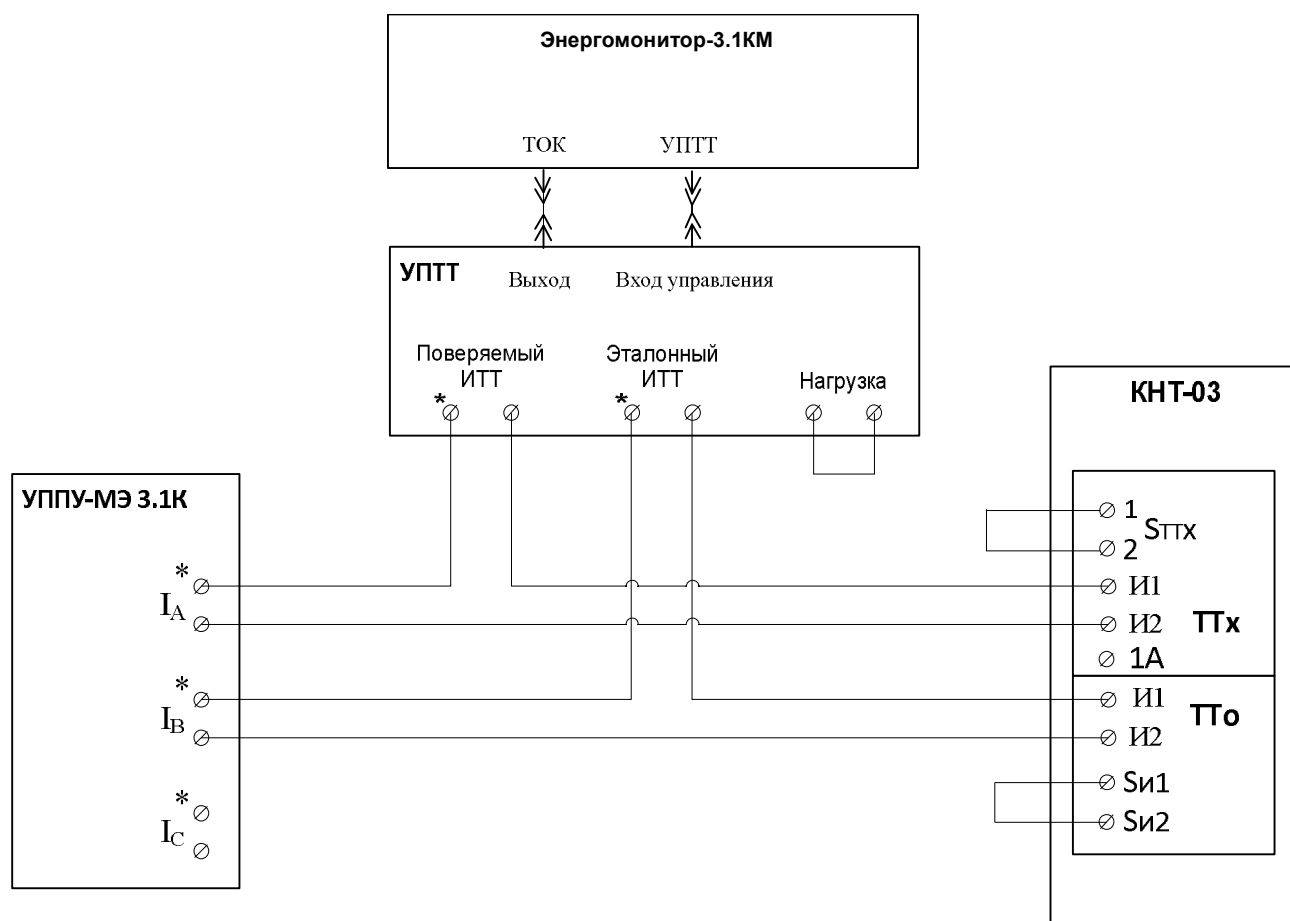 Энергомонитор-3.1КМ
ТОК УПТТ
УПТТ
Выход Вход управления
Поверяемый ИТТ
Эталонный ИТТ
Нагрузка
* *
КНТ-03
УППУ-МЭ 3.1К
*
IA
*
IB
*
IC
1
SТТХ
2
И1
И2 ТТх
1А
И1
ТТо
И2
Sи1
Sи2